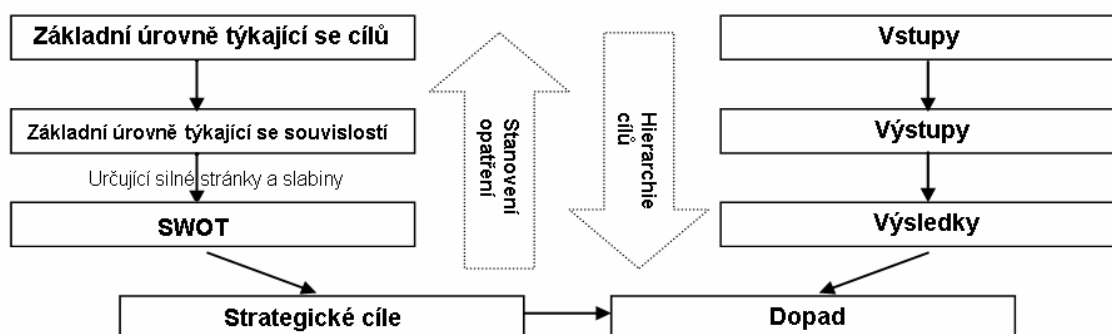 Základní úrovně týkající se cílů
Základní úrovně týkající se souvislostí
Určující silné stránky a slabiny
SWOT
Strategické cíle
Stanovení
opatření
Hierarchie
cílů
Vstupy
Výstupy
Výsledky
Dopad